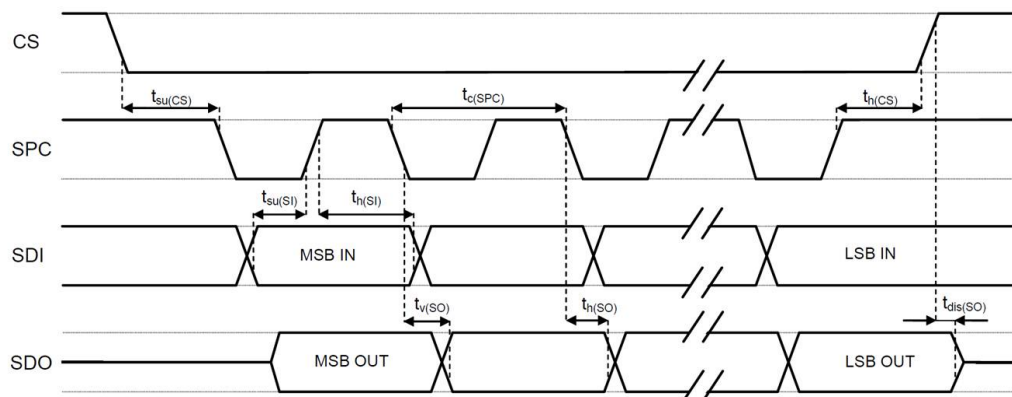 CS
tsu(CS)
tc(SPC)
th(CS)
SPC
tsu(SI)
th(SI)
SDI
MSB IN
LSB IN
tv(SO)
th(SO)
tdis(SO)
SDO
MSB OUT
LSB OUT